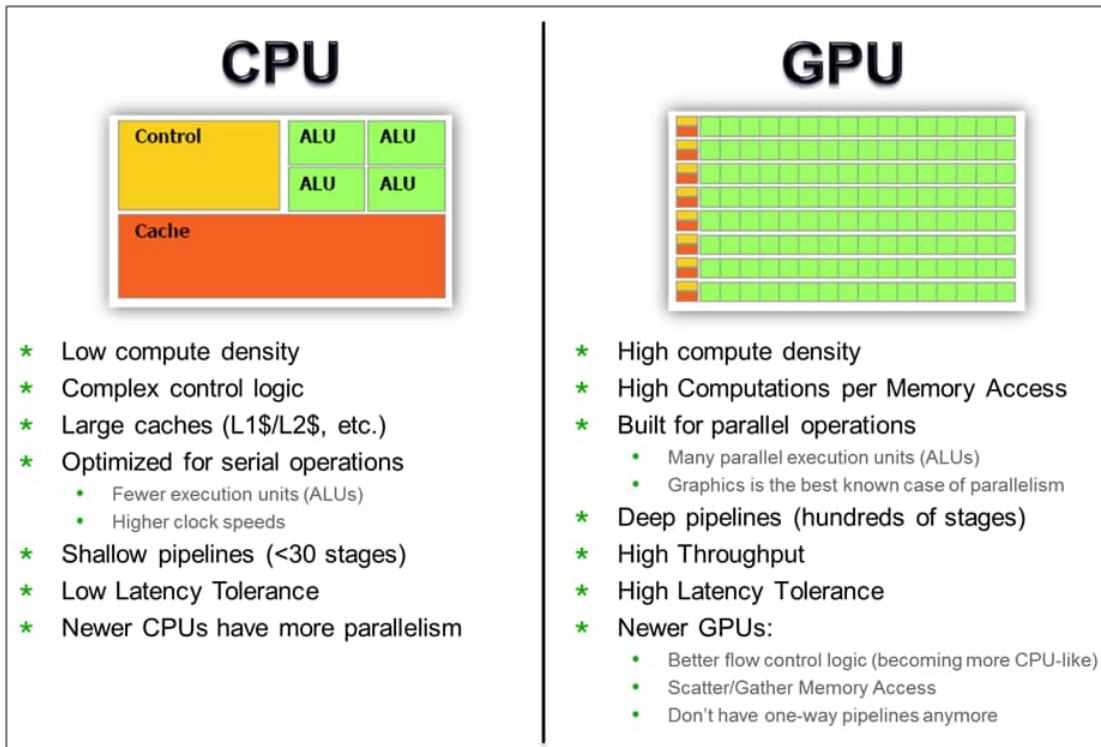 CPU
Control
ALU ALU
ALU ALU
Cache
* Low compute density
* Complex control logic
* Large caches (L1$/L2$, etc.)
* Optimized for serial operations
• Fewer execution units (ALUs)
• Higher clock speeds
* Shallow pipelines (<30 stages)
* Low Latency Tolerance
* Newer CPUs have more parallelism
GPU
* High compute density
* High Computations per Memory Access
* Built for parallel operations
• Many parallel execution units (ALUs)
• Graphics is the best known case of parallelism
* Deep pipelines (hundreds of stages)
* High Throughput
* High Latency Tolerance
* Newer GPUs:
• Better flow control logic (becoming more CPU-like)
• Scatter/Gather Memory Access
• Don't have one-way pipelines anymore